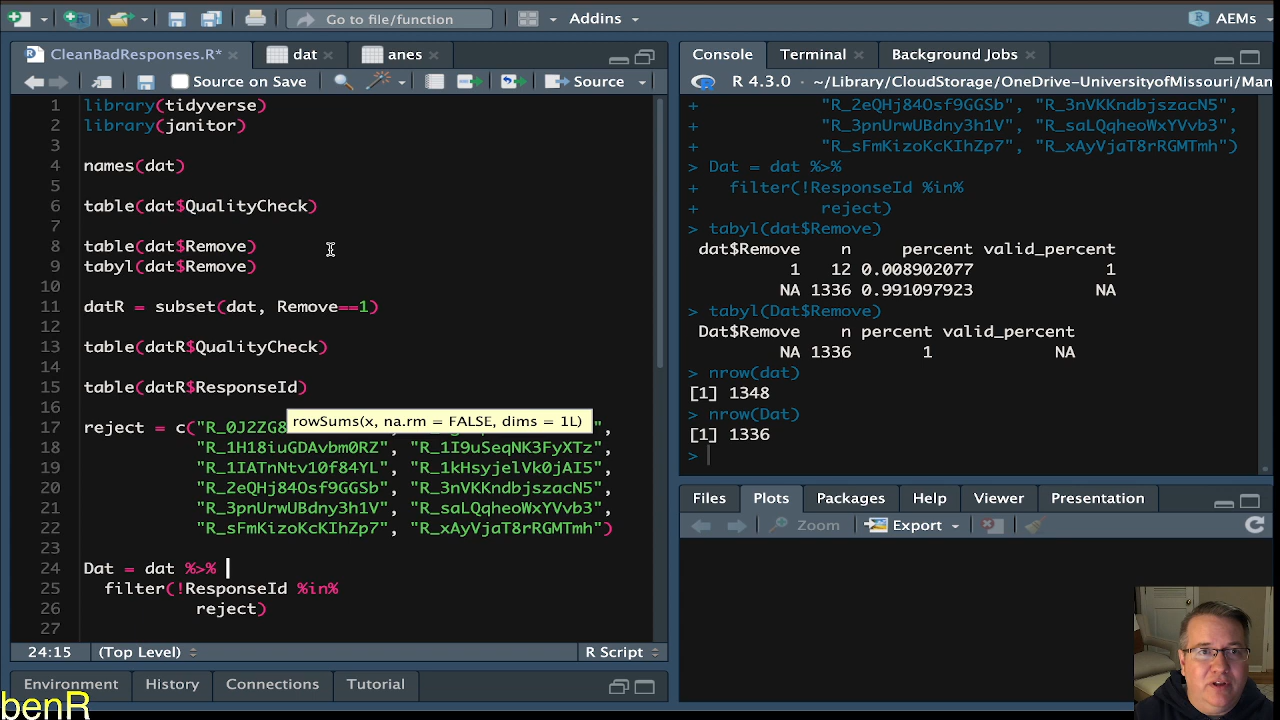 Go to file/function
Addins
AEMs
CleanBadResponses.R*
dat
anes
Source on Save
Source
1 library(tidyverse)
2 library(janitor)
3
4 names(dat)
5
6 table(dat$QualityCheck)
7
8 table(dat$Remove)
9 tabyl(dat$Remove)
10
11 datR = subset(dat, Remove==1)
12
13 table(datR$QualityCheck)
14
15 table(datR$ResponseId)
16
rowSums(x, na.rm = FALSE, dims = 1L)
17 reject = c("R_0J2ZG8 ",
18 "R_1H18iuGDAvbm0RZ", "R_1I9uSeqNK3FyXTz",
19 "R_1IATnNtv10f84YL", "R_1kHsyjelVk0jAI5",
20 "R_2eQHj84Osf9GGSb", "R_3nVKKndbjszacN5",
21 "R_3pnUrwUBdny3h1V", "R_saLQqheoWxYVvb3",
22 "R_sFmKizoKcKIhZp7", "R_xAyVjaT8rRGMTmh")
23
24 Dat = dat %>%
25 filter(!ResponseId %in%
26 reject)
27
24:15 (Top Level) R Script
Environment History Connections Tutorial
benR
Console Terminal Background Jobs
R 4.3.0 · ~/Library/CloudStorage/OneDrive-UniversityofMissouri/Man
+ "R_2eQHj84Osf9GGSb", "R_3nVKKndbjszacN5",
+ "R_3pnUrwUBdny3h1V", "R_saLQqheoWxYVvb3",
+ "R_sFmKizoKcKIhZp7", "R_xAyVjaT8rRGMTmh")
> Dat = dat %>%
+ filter(!ResponseId %in%
+ reject)
> tabyl(dat$Remove)
dat$Remove n percent valid_percent
1 12 0.008902077 1
NA 1336 0.991097923 NA
> tabyl(Dat$Remove)
Dat$Remove n percent valid_percent
NA 1336 1 NA
> nrow(dat)
[1] 1348
> nrow(Dat)
[1] 1336
>
Files Plots Packages Help Viewer Presentation
Zoom Export